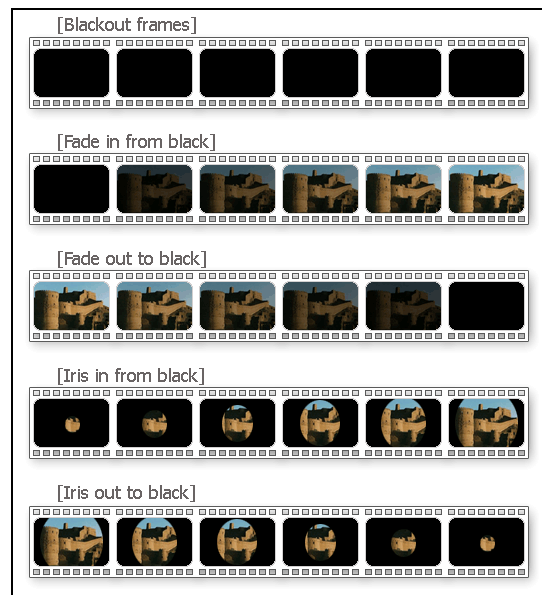 [Blackout frames]
[Fade in from black]
[Fade out to black]
[Iris in from black]
[Iris out to black]